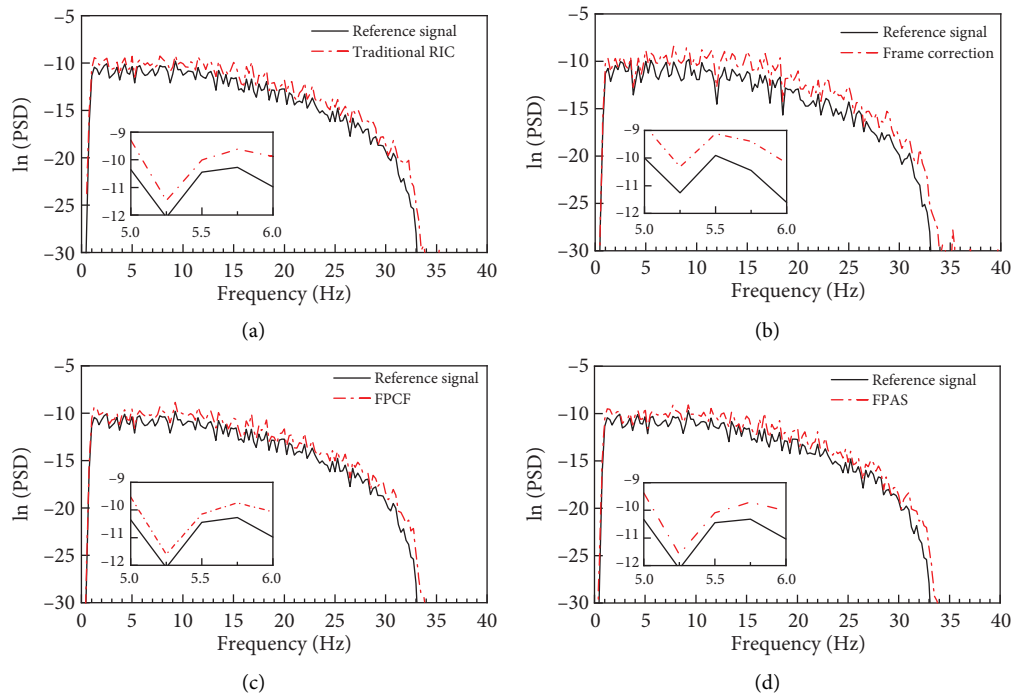 −5
−10
−15
−20
−25
−30
ln (PSD)
Reference signal
Traditional RIC
−9
−10
−11
−12
5.0 5.5 6.0
0 5 10 15 20 25 30 35 40
Frequency (Hz)
(a)
−5
−10
−15
−20
−25
−30
ln (PSD)
Reference signal
Frame correction
−9
−10
−11
−12
5.0 5.5 6.0
0 5 10 15 20 25 30 35 40
Frequency (Hz)
(b)
−5
−10
−15
−20
−25
−30
ln (PSD)
Reference signal
FPCF
−9
−10
−11
−12
5.0 5.5 6.0
0 5 10 15 20 25 30 35 40
Frequency (Hz)
(c)
−5
−10
−15
−20
−25
−30
ln (PSD)
Reference signal
FPAS
−9
−10
−11
−12
5.0 5.5 6.0
0 5 10 15 20 25 30 35 40
Frequency (Hz)
(d)